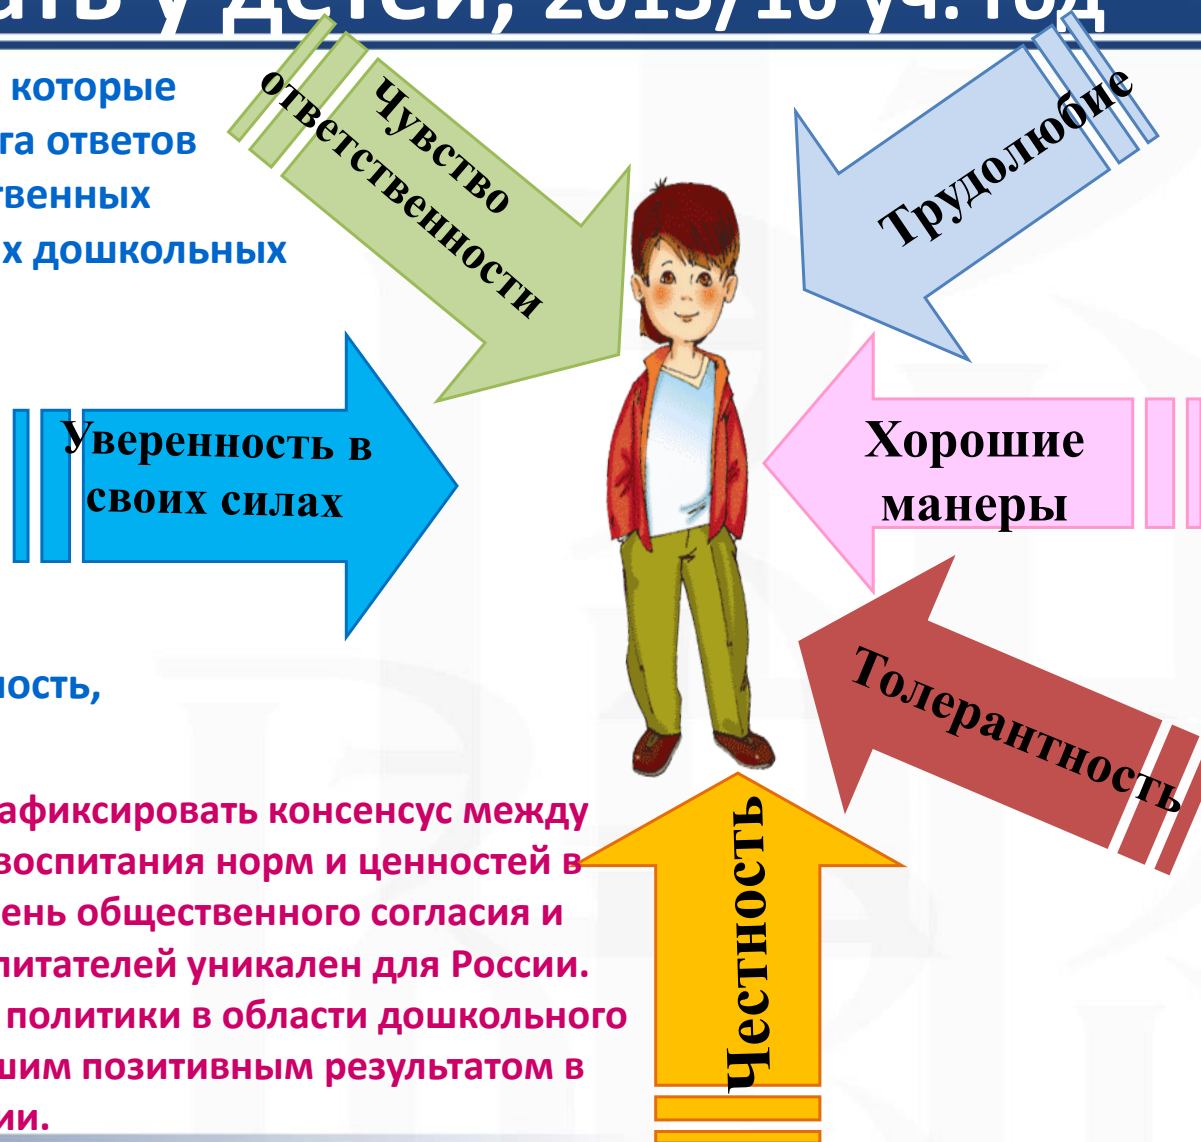 ать у детей, 2015/16 уч. год
которые
га ответов
твенных
х дошкольных
Чувство
ответственности
Трудолюбие
Уверенность в
своих силах
Хорошие
манеры
ность,
Толерантность
афиксировать консенсус между
воспитания норм и ценностей в
ень общественного согласия и
питателей уникален для России.
политики в области дошкольного
шим позитивным результатом в
ии.
Честность